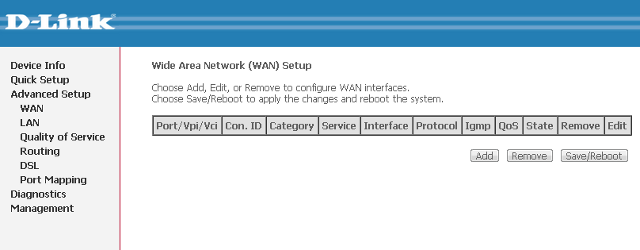 D-Link
Device Info
Quick Setup
Advanced Setup
WAN
LAN
Quality of Service
Routing
DSL
Port Mapping
Diagnostics
Management
Wide Area Network (WAN) Setup
Choose Add, Edit, or Remove to configure WAN interfaces.
Choose Save/Reboot to apply the changes and reboot the system.
Port/Vpi/Vci Con. ID Category Service Interface Protocol Igmp QoS State Remove Edit
Add Remove Save/Reboot